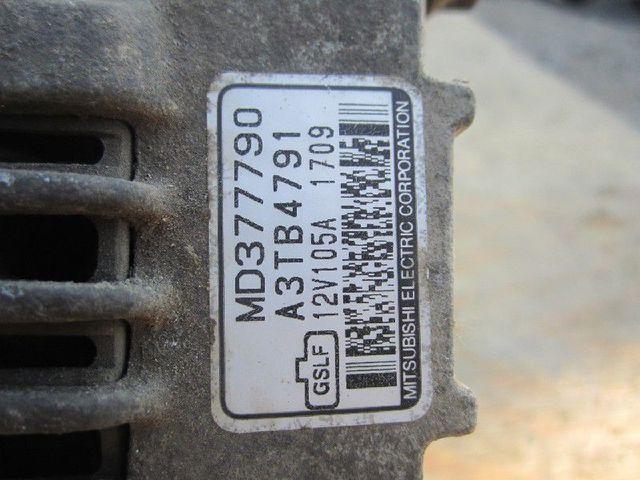 MD377790
A3TB4791
GSLF 12V105A 1709
MITSUBISHI ELECTRIC CORPORATION